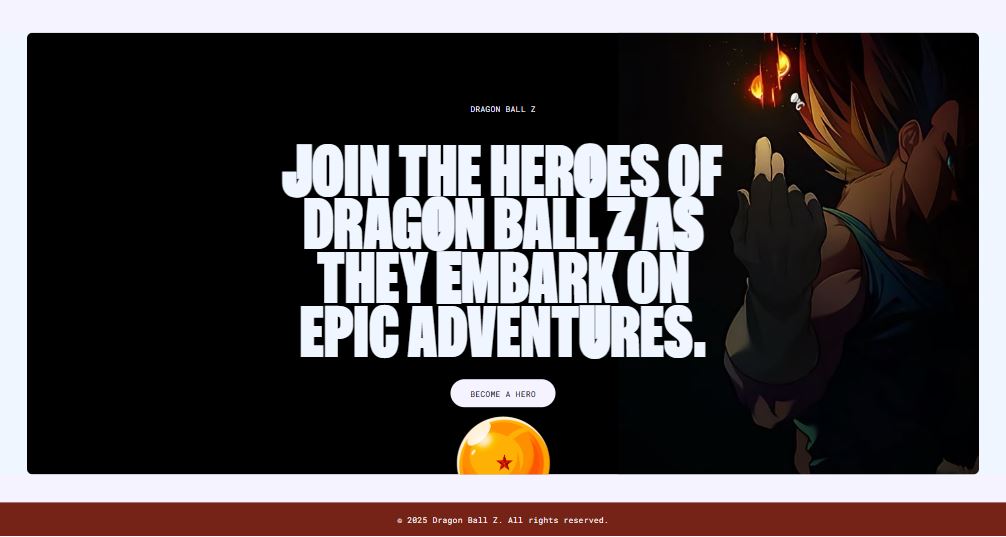 DRAGON BALL Z
JOIN THE HEROES OF
DRAGON BALL Z AS
THEY EMBARK ON
EPIC ADVENTURES.
BECOME A HERO
© 2025 Dragon Ball Z. All rights reserved.